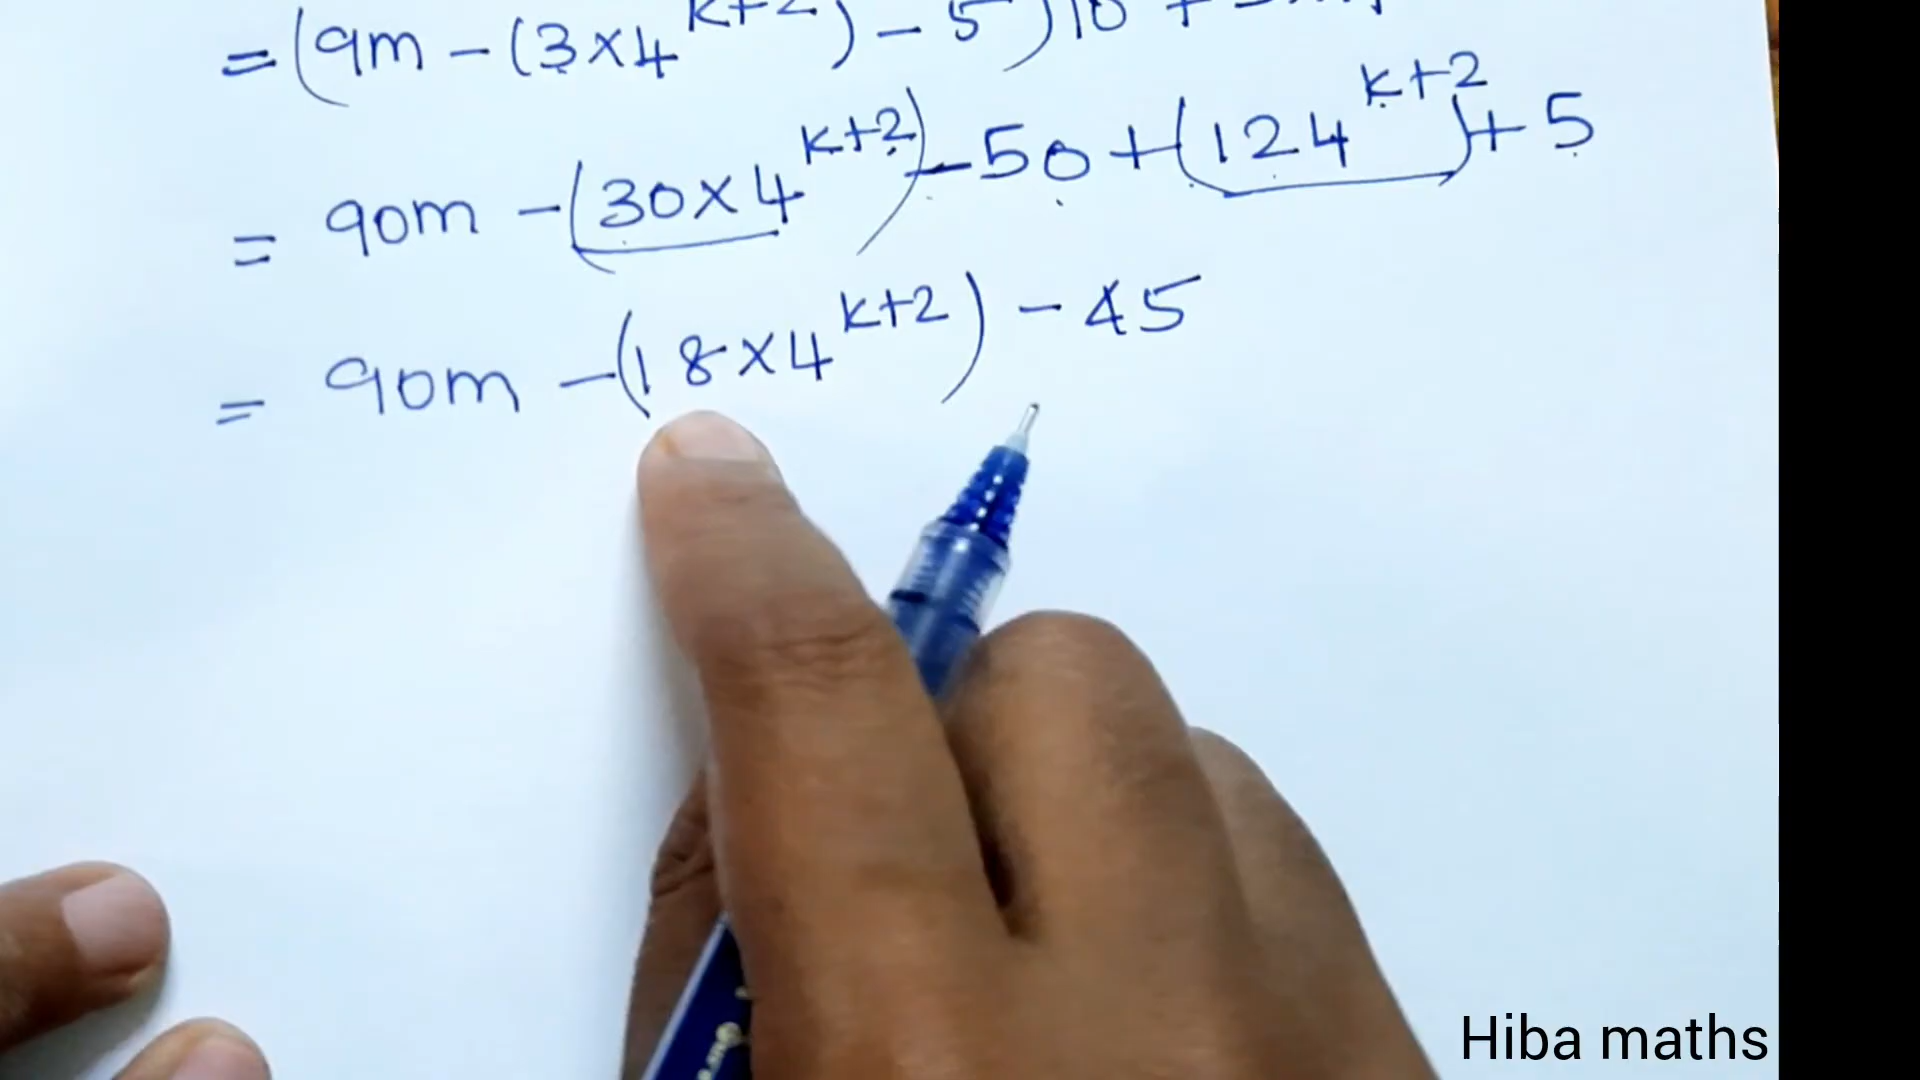 = (9m - (3×4^k+2) - 5)10 +
= 90m - (30×4^k+2) - 50 + (124^k+2) + 5
= 90m - (18×4^k+2) - 45
Hiba maths